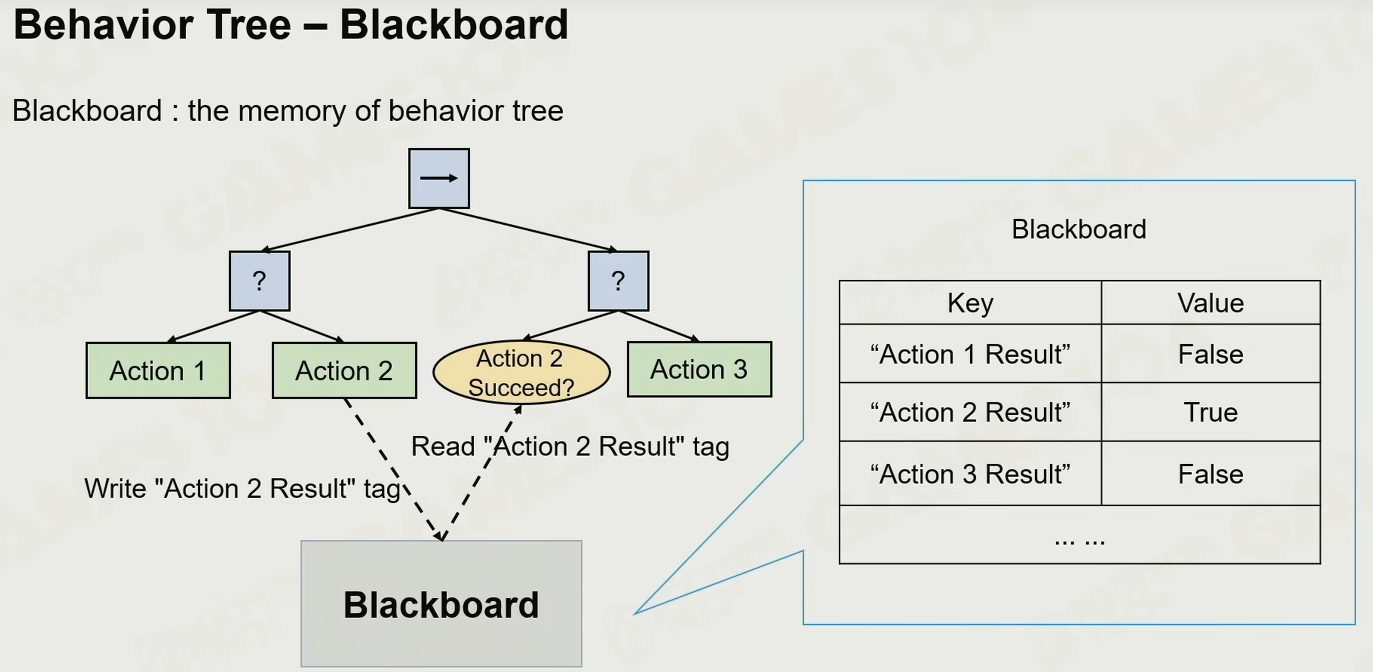 Behavior Tree – Blackboard
Blackboard : the memory of behavior tree
?
?
Action 1
Action 2
Action 2
Succeed?
Action 3
Read "Action 2 Result" tag
Write "Action 2 Result" tag
Blackboard
Blackboard
Key Value
“Action 1 Result” False
“Action 2 Result” True
“Action 3 Result” False
... ...